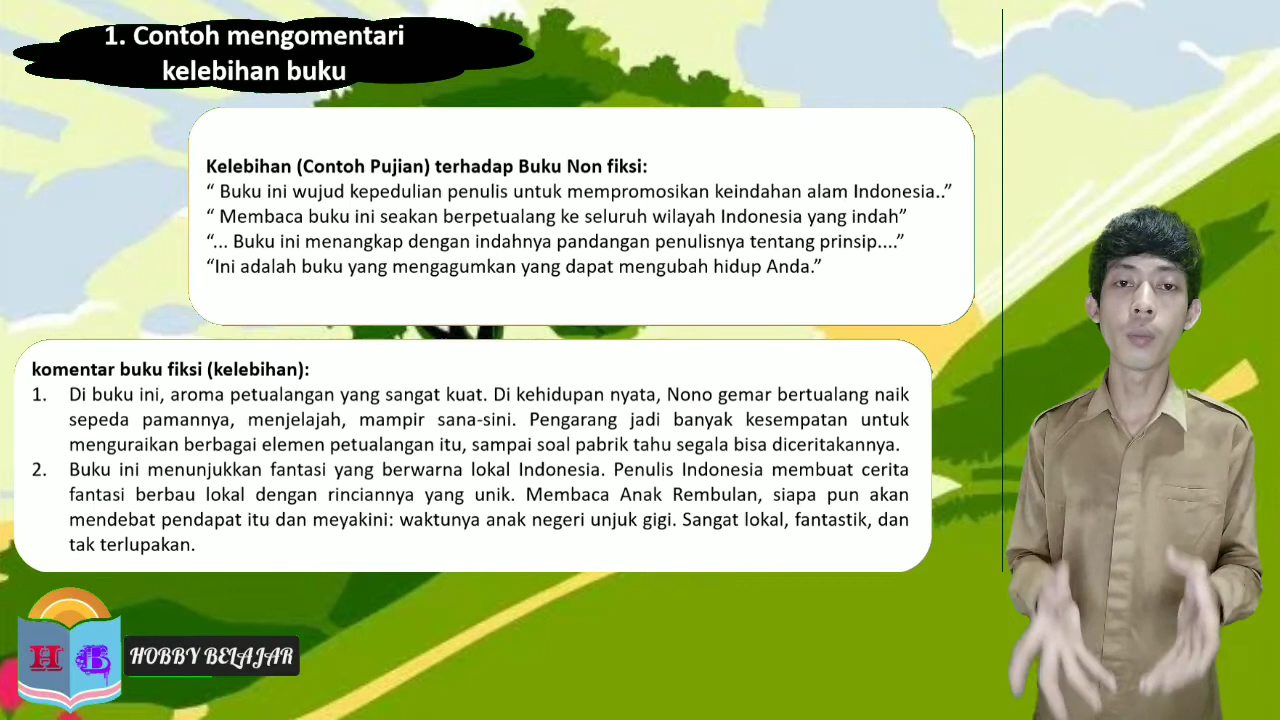 1. Contoh mengomentari
kelebihan buku
Kelebihan (Contoh Pujian) terhadap Buku Non fiksi:
“ Buku ini wujud kepedulian penulis untuk mempromosikan keindahan alam Indonesia..”
“ Membaca buku ini seakan berpetualang ke seluruh wilayah Indonesia yang indah”
“... Buku ini menangkap dengan indahnya pandangan penulisnya tentang prinsip....”
“Ini adalah buku yang mengagumkan yang dapat mengubah hidup Anda.”
komentar buku fiksi (kelebihan):
1. Di buku ini, aroma petualangan yang sangat kuat. Di kehidupan nyata, Nono gemar bertualang naik
sepeda pamannya, menjelajah, mampir sana-sini. Pengarang jadi banyak kesempatan untuk
menguraikan berbagai elemen petualangan itu, sampai soal pabrik tahu segala bisa diceritakannya.
2. Buku ini menunjukkan fantasi yang berwarna lokal Indonesia. Penulis Indonesia membuat cerita
fantasi berbau lokal dengan rinciannya yang unik. Membaca Anak Rembulan, siapa pun akan
mendebat pendapat itu dan meyakini: waktunya anak negeri unjuk gigi. Sangat lokal, fantastik, dan
tak terlupakan.
H B
HOBBY BELAJAR